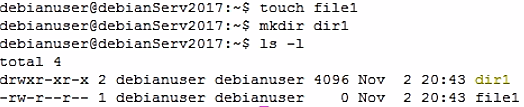 debianuser@debianServ2017:~$ touch file1
debianuser@debianServ2017:~$ mkdir dir1
debianuser@debianServ2017:~$ ls -l
total 4
drwxr-xr-x 2 debianuser debianuser 4096 Nov  2 20:43 dir1
-rw-r--r-- 1 debianuser debianuser    0 Nov  2 20:43 file1